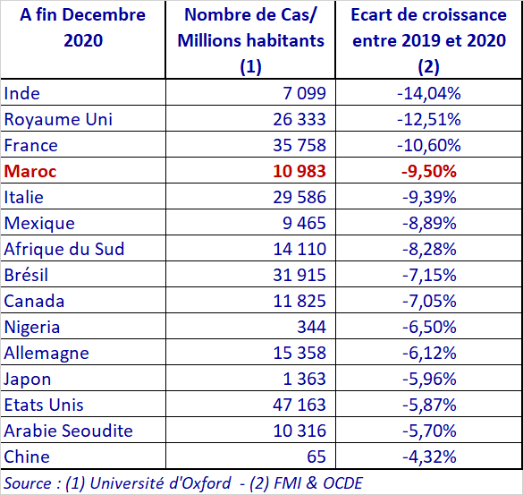 A fin Decembre 2020 Nombre de Cas/ Millions habitants (1) Ecart de croissance entre 2019 et 2020 (2)
Inde 7 099 -14,04%
Royaume Uni 26 333 -12,51%
France 35 758 -10,60%
Maroc 10 983 -9,50%
Italie 29 586 -9,39%
Mexique 9 465 -8,89%
Afrique du Sud 14 110 -8,28%
Brésil 31 915 -7,15%
Canada 11 825 -7,05%
Nigeria 344 -6,50%
Allemagne 15 358 -6,12%
Japon 1 363 -5,96%
Etats Unis 47 163 -5,87%
Arabie Seoudite 10 316 -5,70%
Chine 65 -4,32%
Source : (1) Université d'Oxford - (2) FMI & OCDE